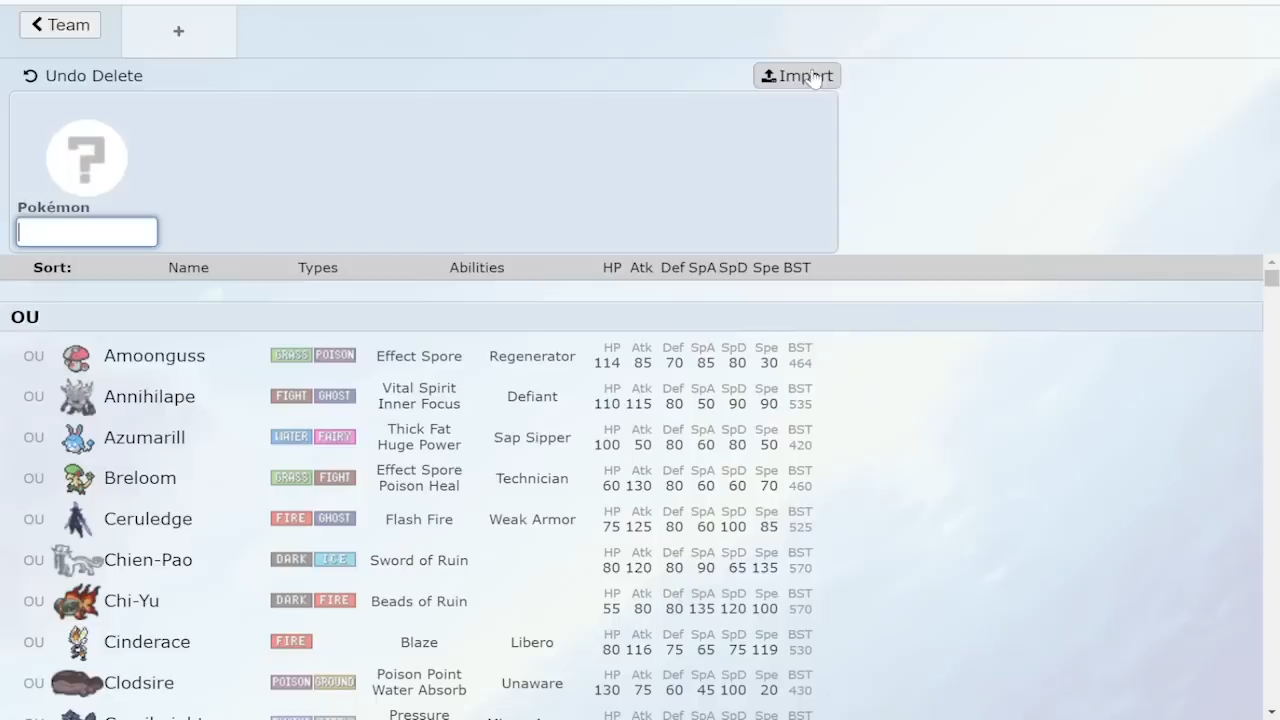 Team
+
Undo Delete
Import
?
Pokémon
Sort: Name Types Abilities HP Atk Def SpA SpD Spe BST
OU
HP Atk Def SpA SpD Spe BST
OU Amoonguss GRASS POISON Effect Spore Regenerator 114 85 70 85 80 30 464
Vital Spirit HP Atk Def SpA SpD Spe BST
OU Annihilape FIGHT GHOST Inner Focus Defiant 110 115 80 50 90 90 535
Thick Fat HP Atk Def SpA SpD Spe BST
OU Azumarill WATER FAIRY Huge Power Sap Sipper 100 50 80 60 80 50 420
Effect Spore HP Atk Def SpA SpD Spe BST
OU Breloom GRASS FIGHT Poison Heal Technician 60 130 80 60 60 70 460
HP Atk Def SpA SpD Spe BST
OU Ceruledge FIRE GHOST Flash Fire Weak Armor 75 125 80 60 100 85 525
HP Atk Def SpA SpD Spe BST
OU Chien-Pao DARK ICE Sword of Ruin 80 120 80 90 65 135 570
HP Atk Def SpA SpD Spe BST
OU Chi-Yu DARK FIRE Beads of Ruin 55 80 80 135 120 100 570
HP Atk Def SpA SpD Spe BST
OU Cinderace FIRE Blaze Libero 80 116 75 65 75 119 530
Poison Point HP Atk Def SpA SpD Spe BST
OU Clodsire POISON GROUND Water Absorb Unaware 130 75 60 45 100 20 430
Pressure HP Atk Def SpA SpD Spe BST